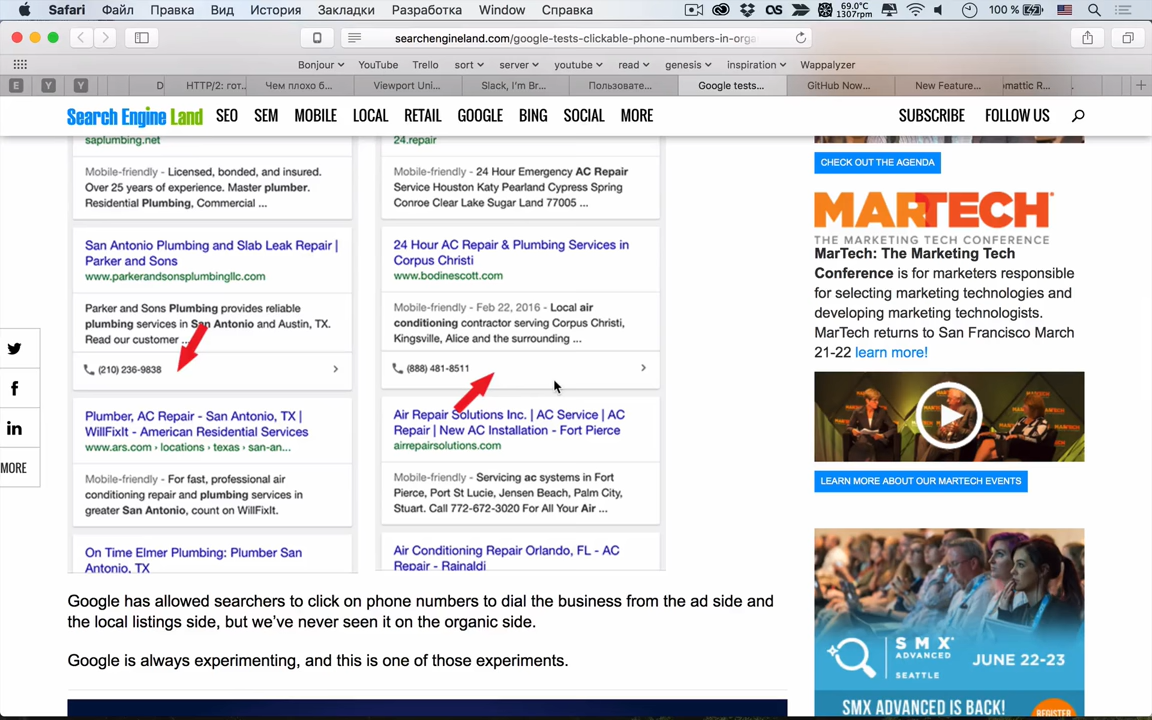 Safari Файл Правка Вид История Закладки Разработка Window Справка 69.0°C 1307rpm 100 %
searchengineland.com/google-tests-clickable-phone-numbers-in-orga
Bonjour YouTube Trello sort server youtube read genesis inspiration Wappalyzer
E Y Y D HTTP/2: гот... Чем плохо б... Viewport Uni... Slack, I'm Br... Пользовате... Google tests... GitHub Now... New Feature... omattic R...
Search Engine Land SEO SEM MOBILE LOCAL RETAIL GOOGLE BING SOCIAL MORE SUBSCRIBE FOLLOW US
saplumbing.net
Mobile-friendly - Licensed, bonded, and insured.
Over 25 years of experience. Master plumber.
Residential Plumbing, Commercial ...
San Antonio Plumbing and Slab Leak Repair |
Parker and Sons
www.parkerandsonsplumbingllc.com
Parker and Sons Plumbing provides reliable
plumbing services in San Antonio and Austin, TX.
Read our customer ...
(210) 236-9838
Plumber, AC Repair - San Antonio, TX |
WillFixIt - American Residential Services
www.ars.com › locations › texas › san-an...
Mobile-friendly - For fast, professional air
conditioning repair and plumbing services in
greater San Antonio, count on WillFixIt.
On Time Elmer Plumbing: Plumber San
Antonio, TX
24.repair
Mobile-friendly - 24 Hour Emergency AC Repair
Service Houston Katy Pearland Cypress Spring
Conroe Clear Lake Sugar Land 77005 ...
24 Hour AC Repair & Plumbing Services in
Corpus Christi
www.bodinescott.com
Mobile-friendly - Feb 22, 2016 - Local air
conditioning contractor serving Corpus Christi,
Kingsville, Alice and the surrounding ...
(888) 481-8511
Air Repair Solutions Inc. | AC Service | AC
Repair | New AC Installation - Fort Pierce
airrepairsolutions.com
Mobile-friendly - Servicing ac systems in Fort
Pierce, Port St Lucie, Jensen Beach, Palm City,
Stuart. Call 772-672-3020 For All Your Air ...
Air Conditioning Repair Orlando, FL - AC
Repair - Rainaldi
Google has allowed searchers to click on phone numbers to dial the business from the ad side and
the local listings side, but we've never seen it on the organic side.
Google is always experimenting, and this is one of those experiments.
MORE
CHECK OUT THE AGENDA
MARTECH
THE MARKETING TECH CONFERENCE
MarTech: The Marketing Tech
Conference is for marketers responsible
for selecting marketing technologies and
developing marketing technologists.
MarTech returns to San Francisco March
21-22 learn more!
LEARN MORE ABOUT OUR MARTECH EVENTS
SMX
ADVANCED
SEATTLE
JUNE 22-23
SMX ADVANCED IS BACK!
REGISTER